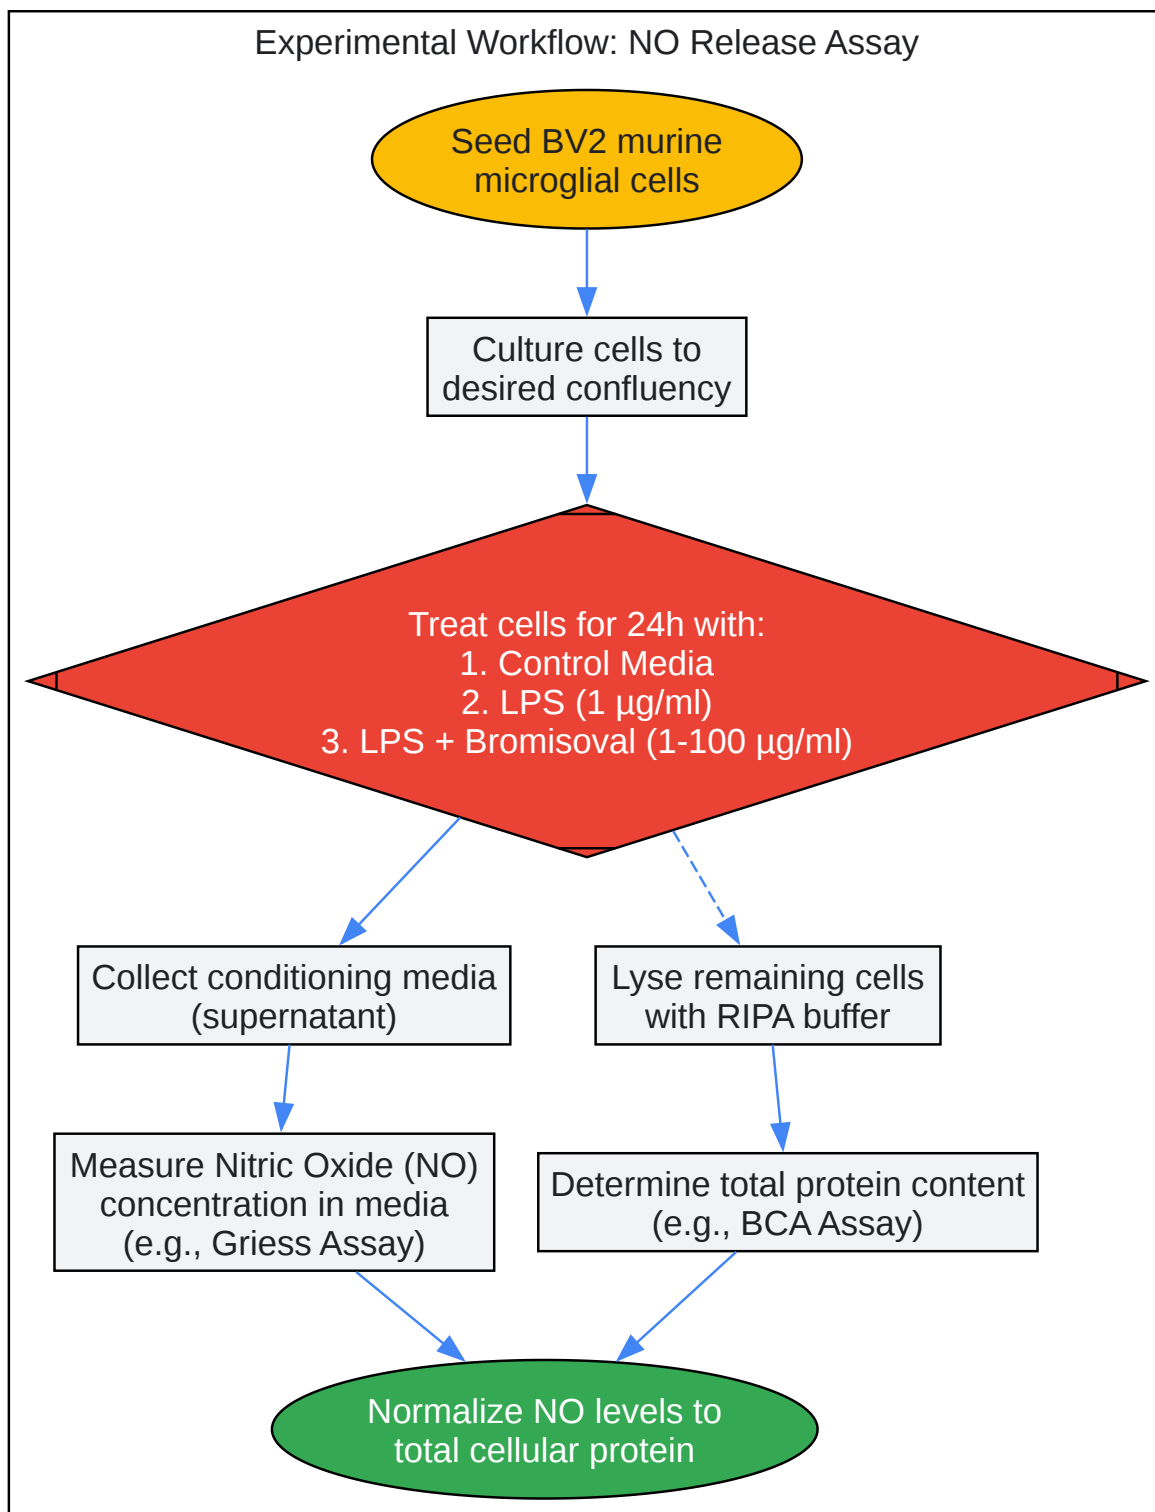 Experimental Workflow: NO Release Assay
Seed BV2 murine
microglial cells
Culture cells to
desired confluency
Treat cells for 24h with:
1. Control Media
2. LPS (1 µg/ml)
3. LPS + Bromisoval (1-100 µg/ml)
Collect conditioning media
(supernatant)
Lyse remaining cells
with RIPA buffer
Measure Nitric Oxide (NO)
concentration in media
(e.g., Griess Assay)
Determine total protein content
(e.g., BCA Assay)
Normalize NO levels to
total cellular protein